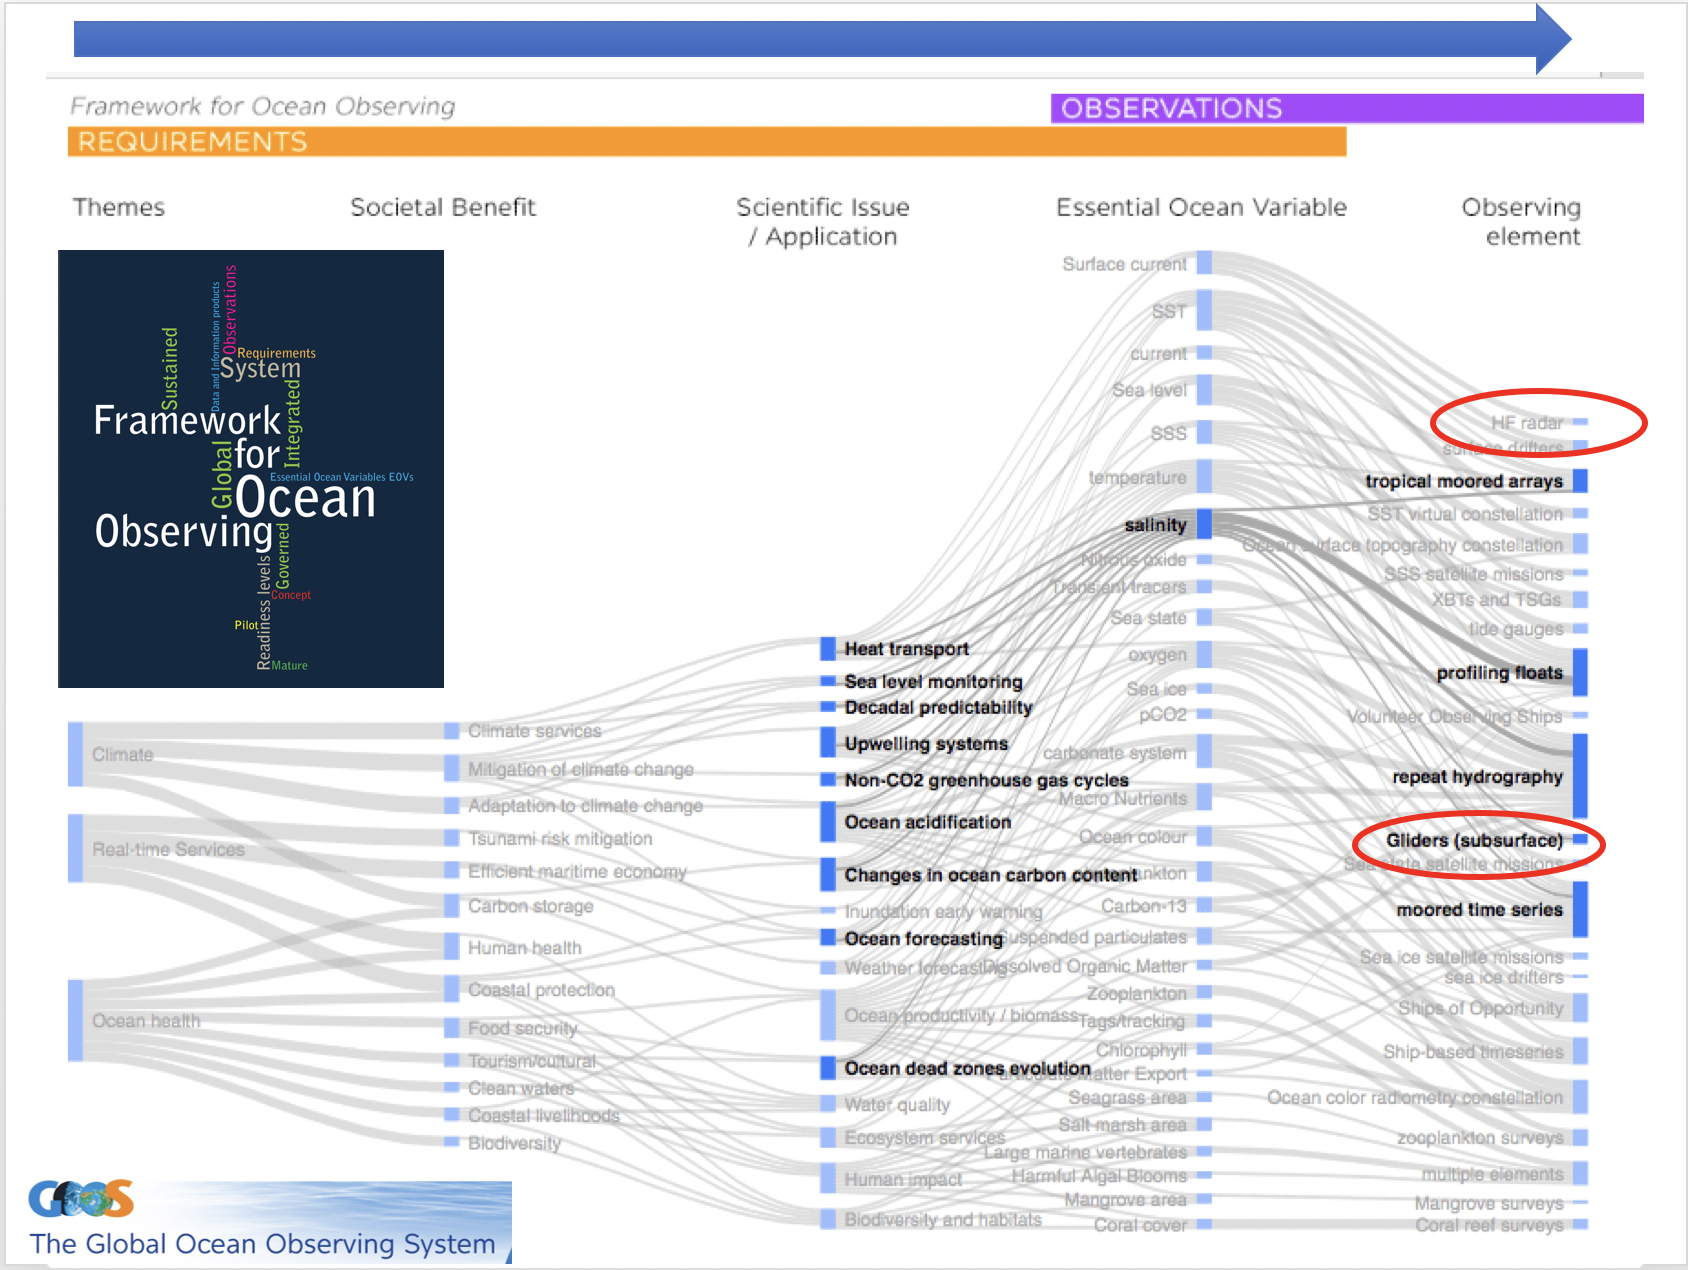 Framework for Ocean Observing
OBSERVATIONS
REQUIREMENTS
Themes
Societal Benefit
Scientific Issue
/ Application
Essential Ocean Variable
Observing
element
Sustained
Data and Information products
Observations
Requirements
System
Integrated
Framework
for
Global
Essential Ocean Variables EOVs
Ocean
Observing
Governed
Readiness levels
Concept
Pilot
Mature
Climate
Real-time Services
Ocean health
Climate services
Mitigation of climate change
Adaptation to climate change
Tsunami risk mitigation
Efficient maritime economy
Carbon storage
Human health
Coastal protection
Food security
Tourism/cultural
Clean waters
Coastal livelihoods
Biodiversity
Heat transport
Sea level monitoring
Decadal predictability
Upwelling systems
Non-CO2 greenhouse gas cycles
Ocean acidification
Changes in ocean carbon content
Inundation early warning
Ocean forecasting
Weather forecasting
Ocean productivity / biomass
Ocean dead zones evolution
Water quality
Ecosystem services
Human impact
Biodiversity and habitats
Surface current
SST
current
Sea level
SSS
temperature
salinity
Nitrous oxide
Transient tracers
Sea state
oxygen
Sea ice
pCO2
carbonate system
Macro Nutrients
Ocean colour
Carbon-13
Suspended particulates
Dissolved Organic Matter
Zooplankton
Tags/tracking
Chlorophyll
Matter Export
Seagrass area
Salt marsh area
Large marine vertebrates
Harmful Algal Blooms
Mangrove area
Coral cover
HF radar
surface drifters
tropical moored arrays
SST virtual constellation
Ocean surface topography constellation
SSS satellite missions
XBTs and TSGs
tide gauges
profiling floats
Volunteer Observing Ships
repeat hydrography
Gliders (subsurface)
Sea state satellite missions
moored time series
Sea ice satellite missions
sea ice drifters
Ships of Opportunity
Ship-based timeseries
Ocean color radiometry constellation
zooplankton surveys
multiple elements
Mangrove surveys
Coral reef surveys
GOOS
The Global Ocean Observing System